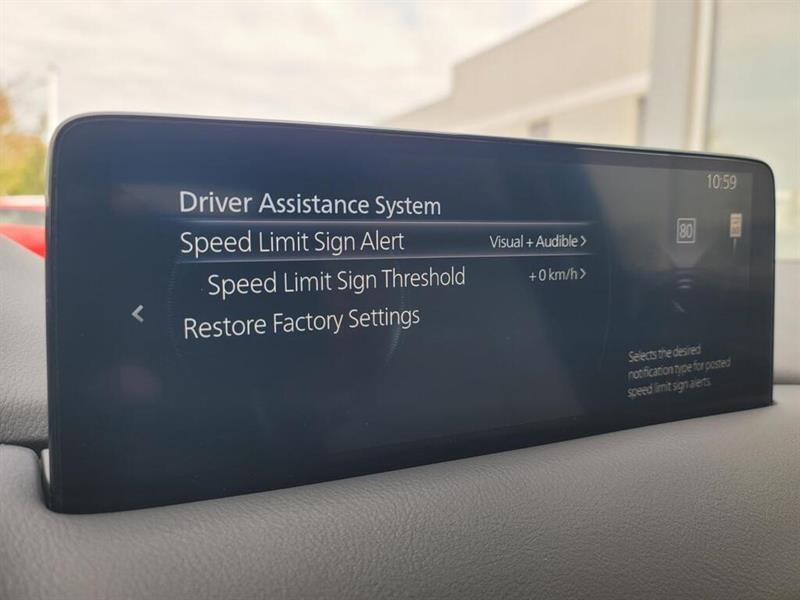 10:59
Driver Assistance System
Speed Limit Sign Alert Visual + Audible >
80
Speed Limit Sign Threshold + 0 km/h >
Restore Factory Settings
<
Selects the desired
notification type for posted
speed limit sign alerts.